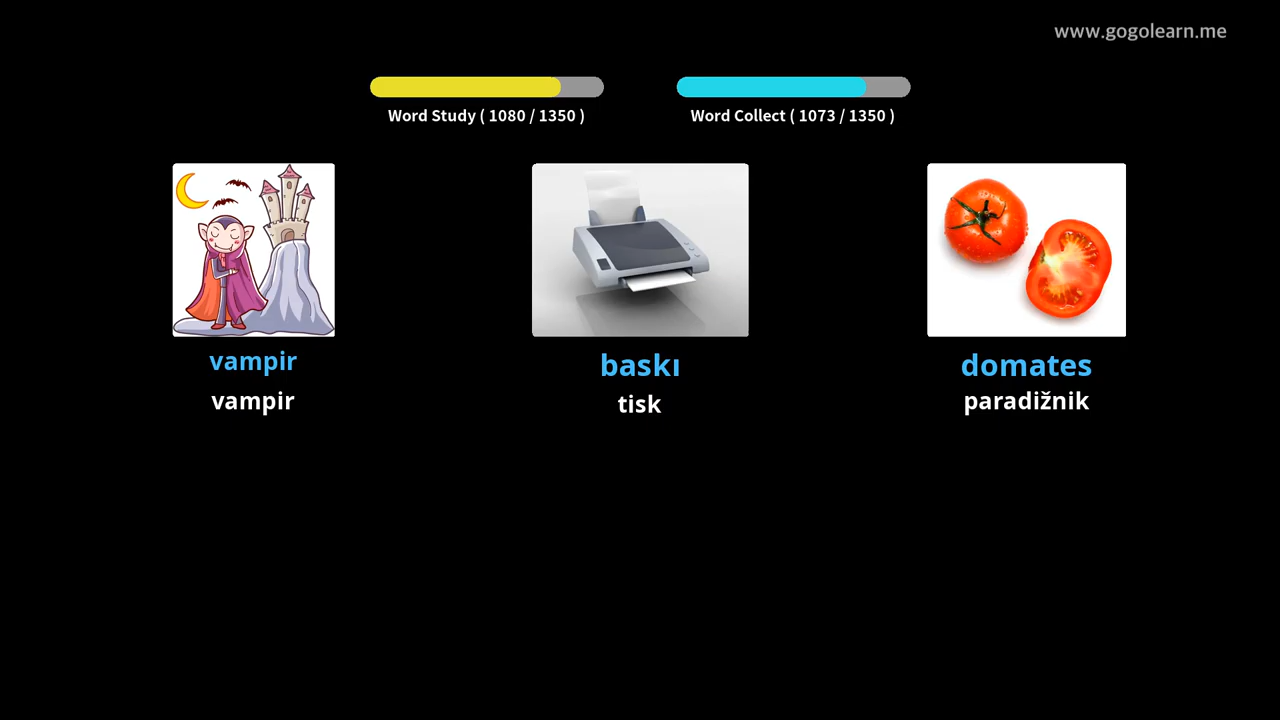 www.gogolearn.me
Word Study ( 1080 / 1350 )
Word Collect ( 1073 / 1350 )
vampir
vampir
baskı
tisk
domates
paradižnik